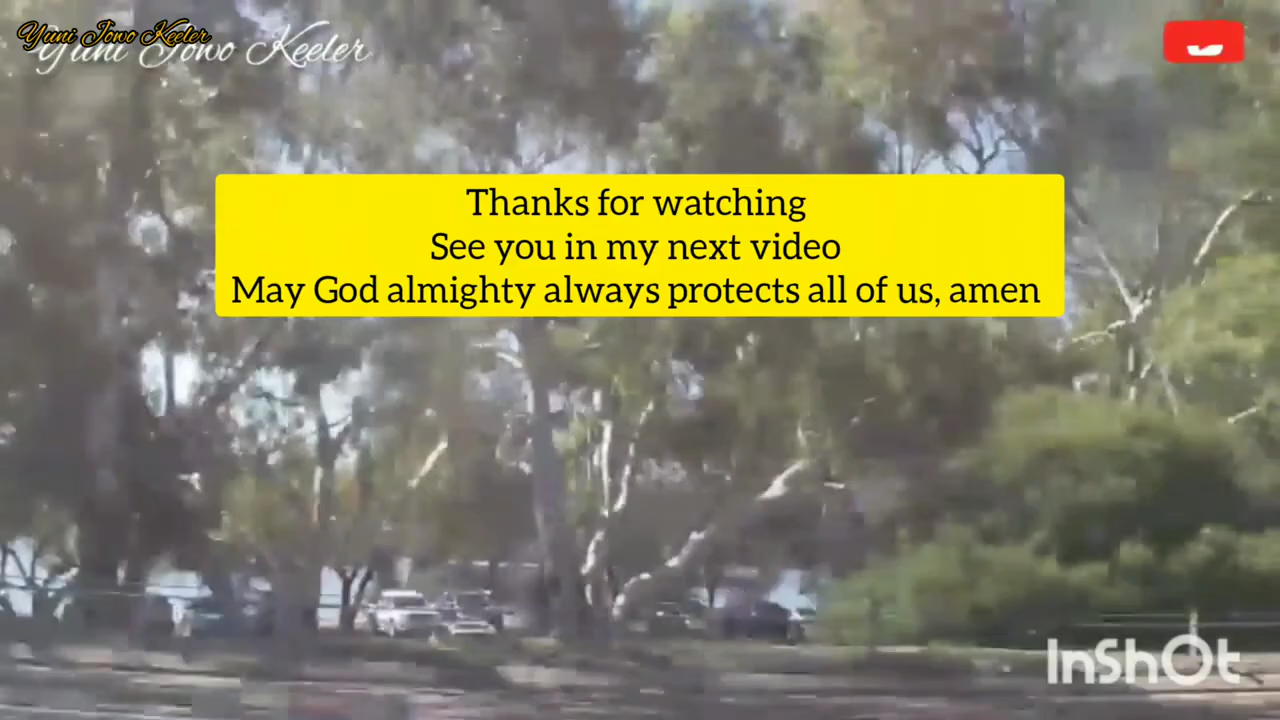 Yuni Jowo Keeler
Yuni Jowo Keeler
Thanks for watching
See you in my next video
May God almighty always protects all of us, amen
InShOt